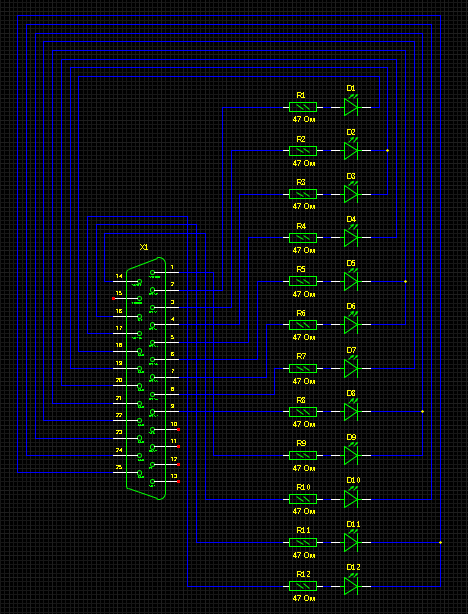 R1 D1
47 Ом
R2 D2
47 Ом
R3 D3
47 Ом
R4 D4
47 Ом
X1
R5 D5
47 Ом
R6 D6
47 Ом
R7 D7
47 Ом
R8 D8
47 Ом
R9 D9
47 Ом
R10 D10
47 Ом
R11 D11
47 Ом
R12 D12
47 Ом
1
14
2
15
3
16
4
17
5
18
6
19
7
20
8
21
9
22
10
23
11
24
12
25
13